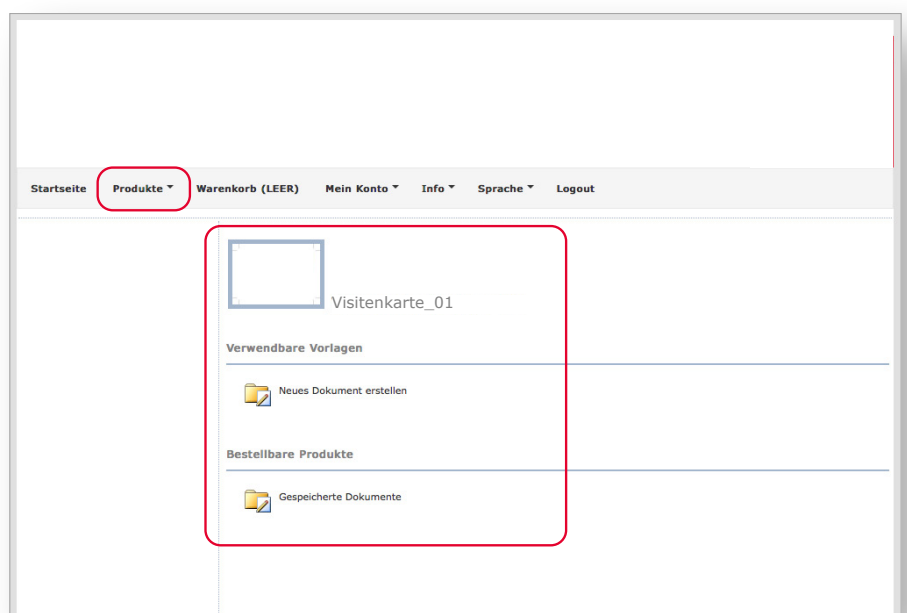 Startseite Produkte Warenkorb (LEER) Mein Konto Info Sprache Logout
Visitenkarte_01
Verwendbare Vorlagen
Neues Dokument erstellen
Bestellbare Produkte
Gespeicherte Dokumente